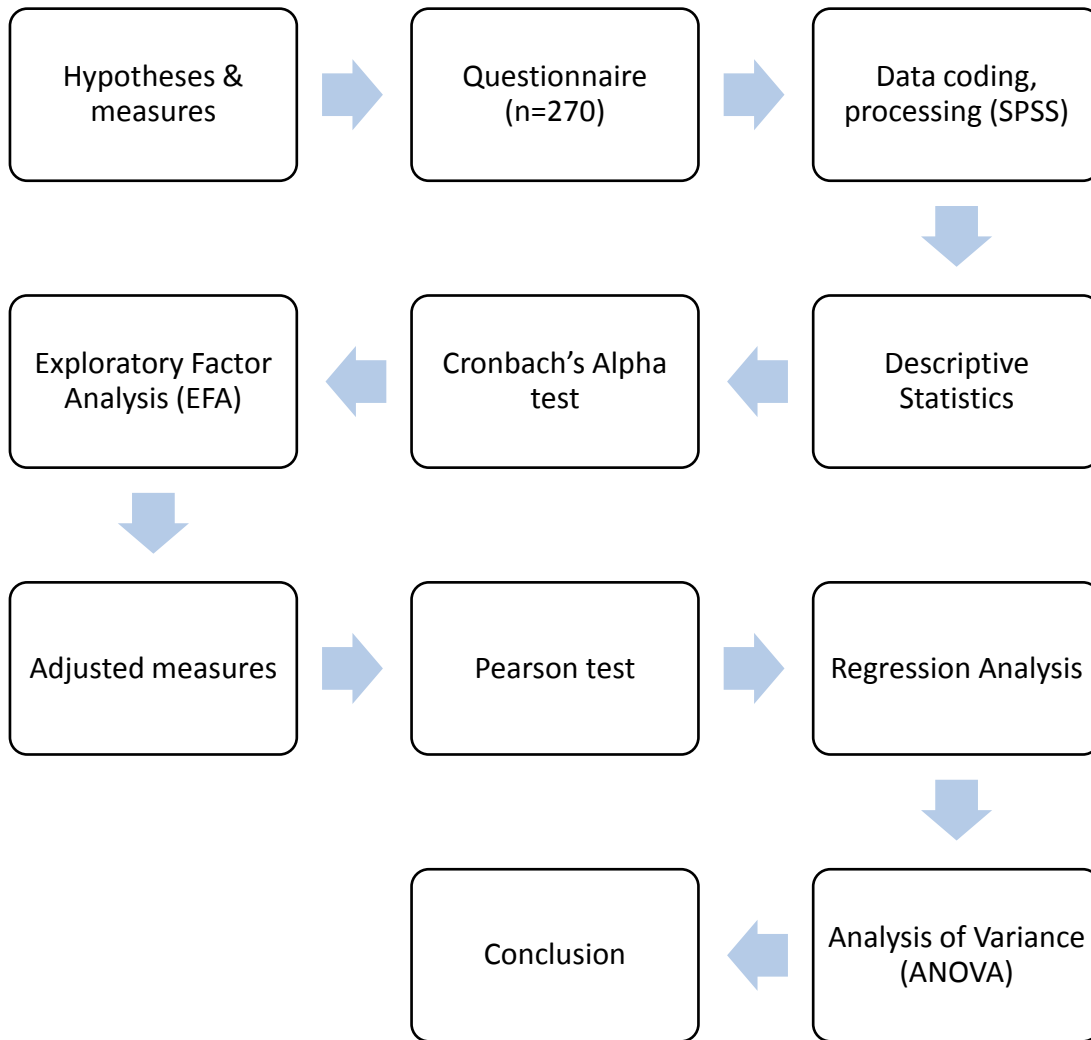 Hypotheses &
measures
Questionnaire
(n=270)
Data coding,
processing (SPSS)
Descriptive
Statistics
Cronbach’s Alpha
test
Exploratory Factor
Analysis (EFA)
Adjusted measures
Pearson test
Regression Analysis
Analysis of Variance
(ANOVA)
Conclusion